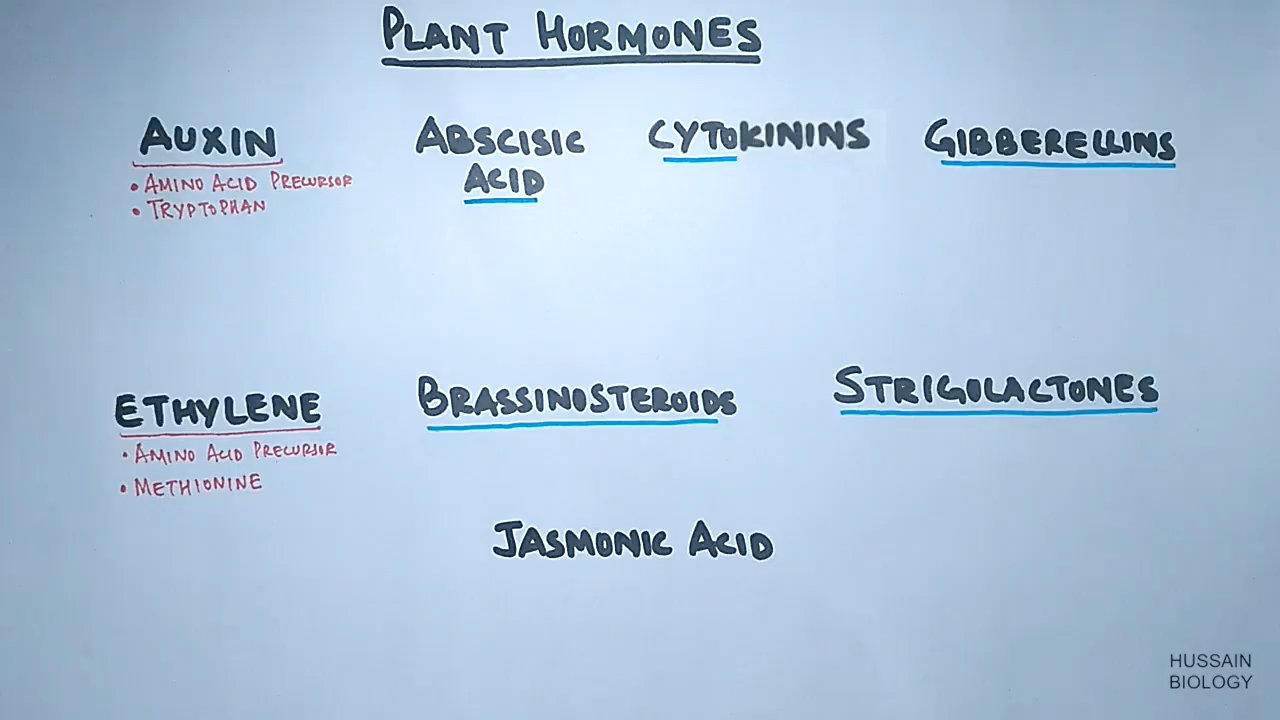 PLANT HORMONES
AUXIN
• AMINO ACID PRECURSOR
• TRYPTOPHAN
ABSCISIC
ACID
CYTOKININS
GIBBERELLINS
ETHYLENE
• AMINO ACID PRECURSOR
• METHIONINE
BRASSINOSTEROIDS
STRIGOLACTONES
JASMONIC ACID
HUSSAIN
BIOLOGY